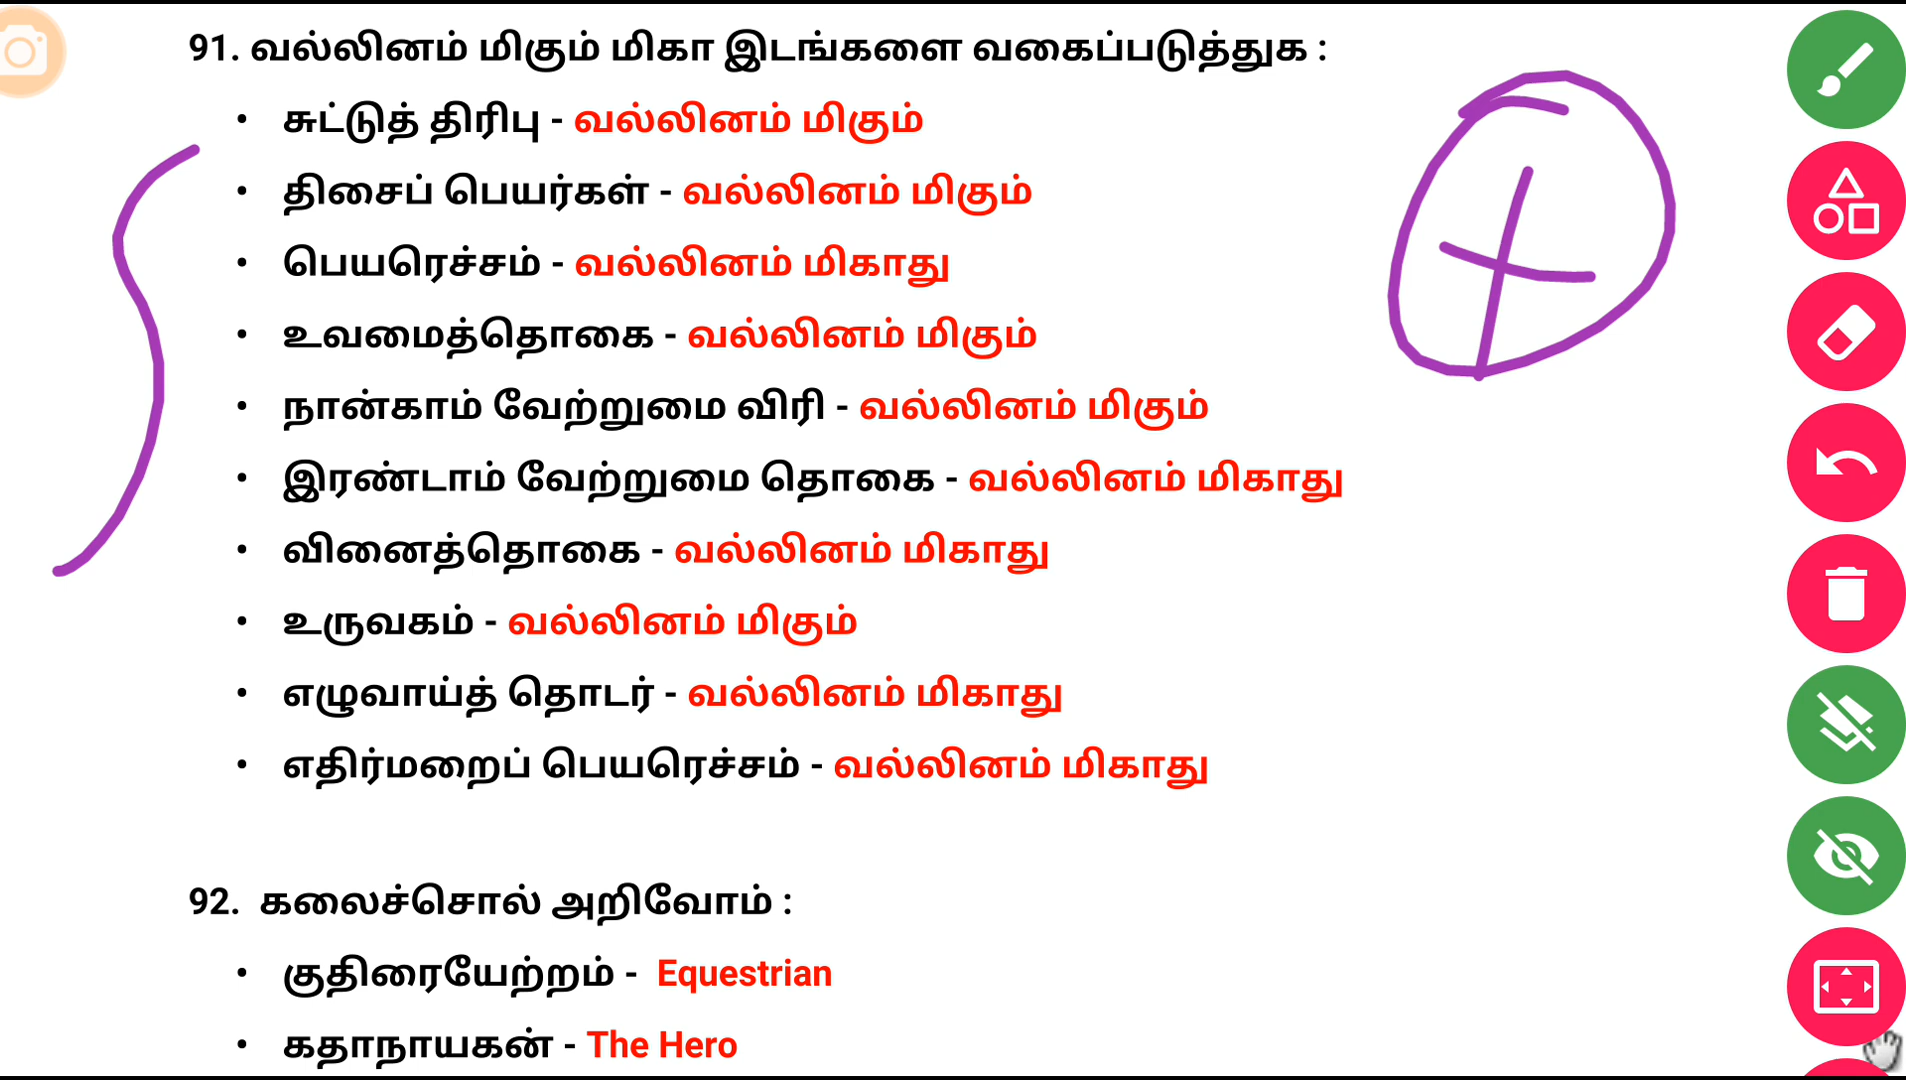 91. வல்லினம் மிகும் மிகா இடங்களை வகைப்படுத்துக :
• சுட்டுத் திரிபு - வல்லினம் மிகும்
• திசைப் பெயர்கள் - வல்லினம் மிகும்
• பெயரெச்சம் - வல்லினம் மிகாது
• உவமைத்தொகை - வல்லினம் மிகும்
• நான்காம் வேற்றுமை விரி - வல்லினம் மிகும்
• இரண்டாம் வேற்றுமை தொகை - வல்லினம் மிகாது
• வினைத்தொகை - வல்லினம் மிகாது
• உருவகம் - வல்லினம் மிகும்
• எழுவாய்த் தொடர் - வல்லினம் மிகாது
• எதிர்மறைப் பெயரெச்சம் - வல்லினம் மிகாது
92. கலைச்சொல் அறிவோம் :
• குதிரையேற்றம் - Equestrian
• கதாநாயகன் - The Hero